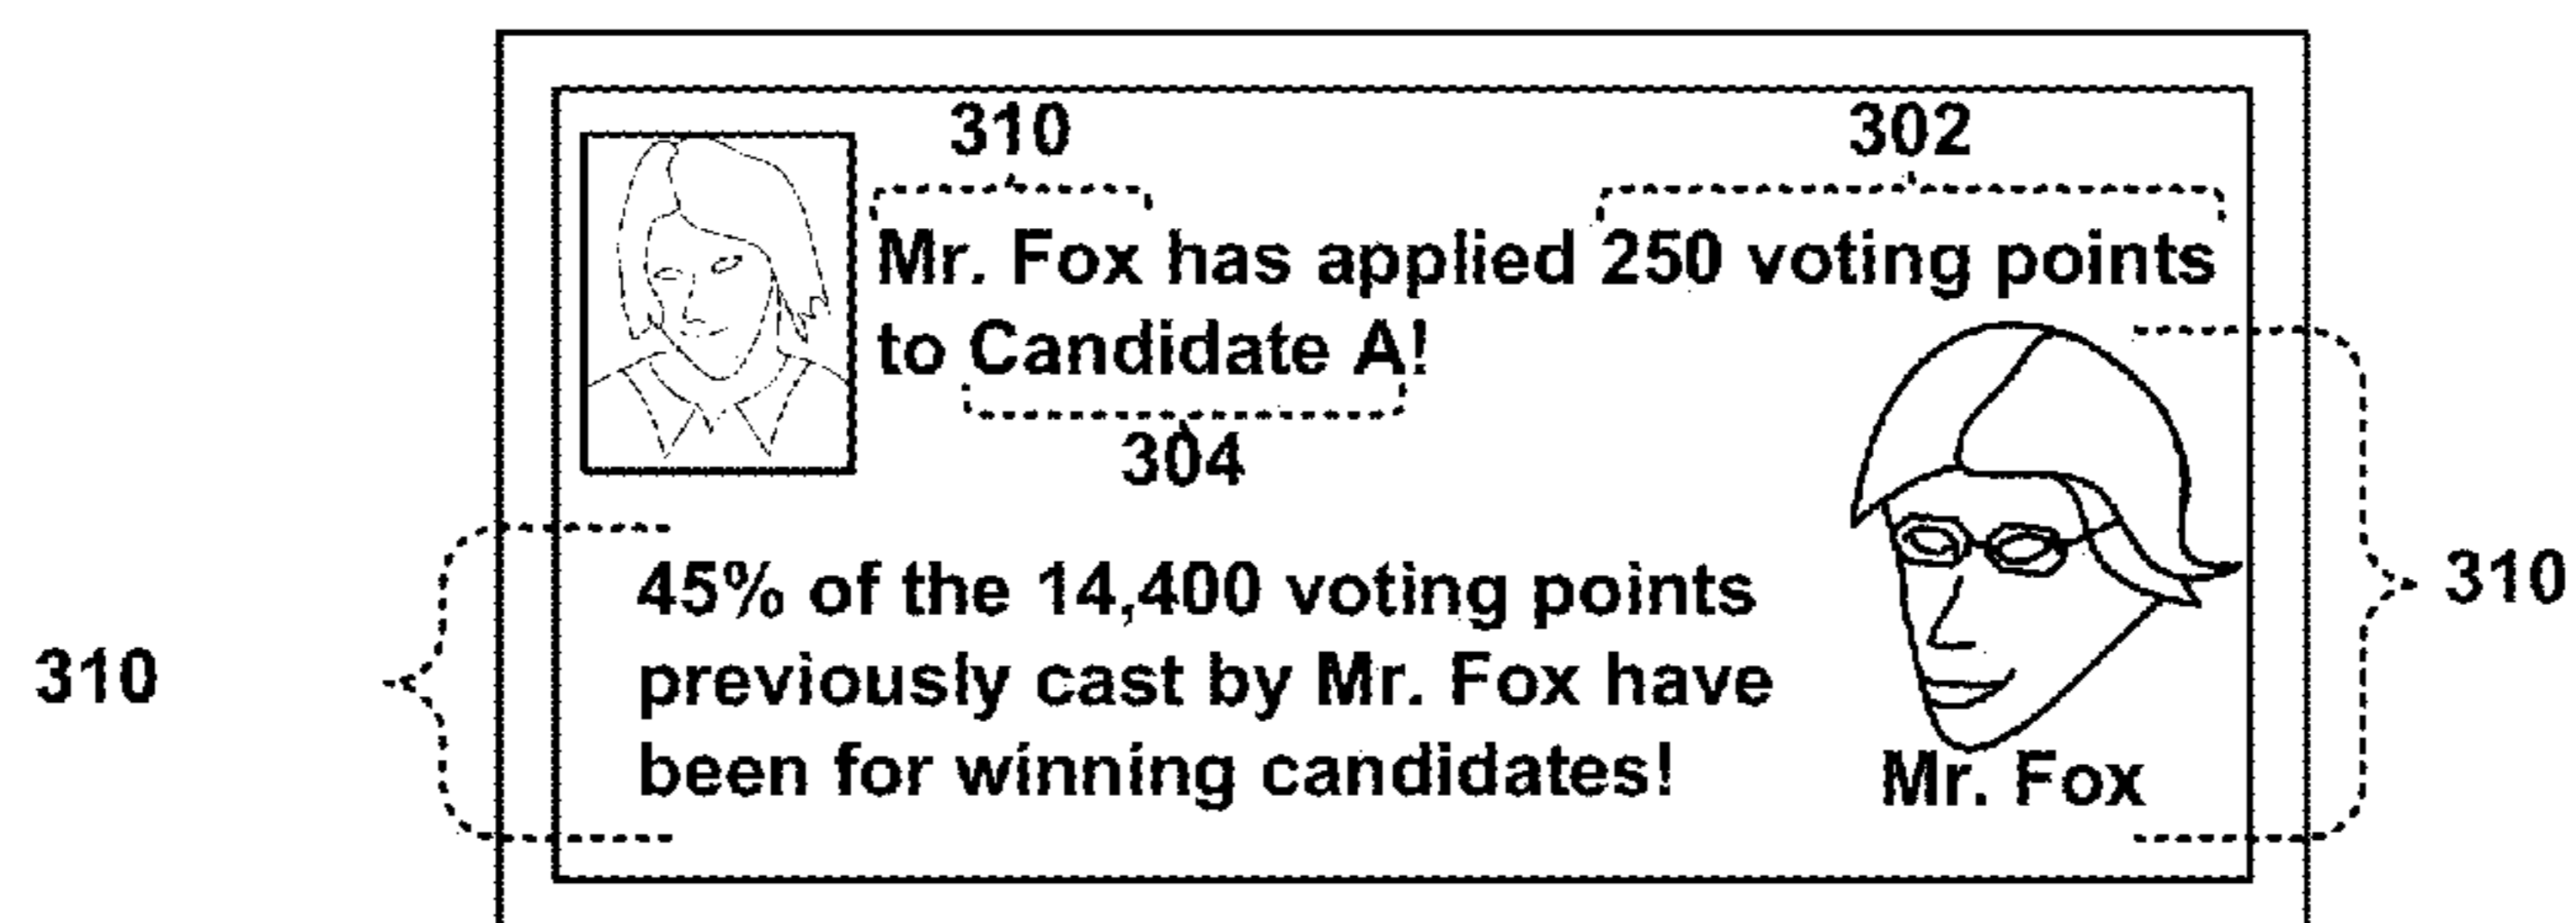 310 302
Mr. Fox has applied 250 voting points
to Candidate A!
304
45% of the 14,400 voting points
previously cast by Mr. Fox have
been for winning candidates!
Mr. Fox
310
310